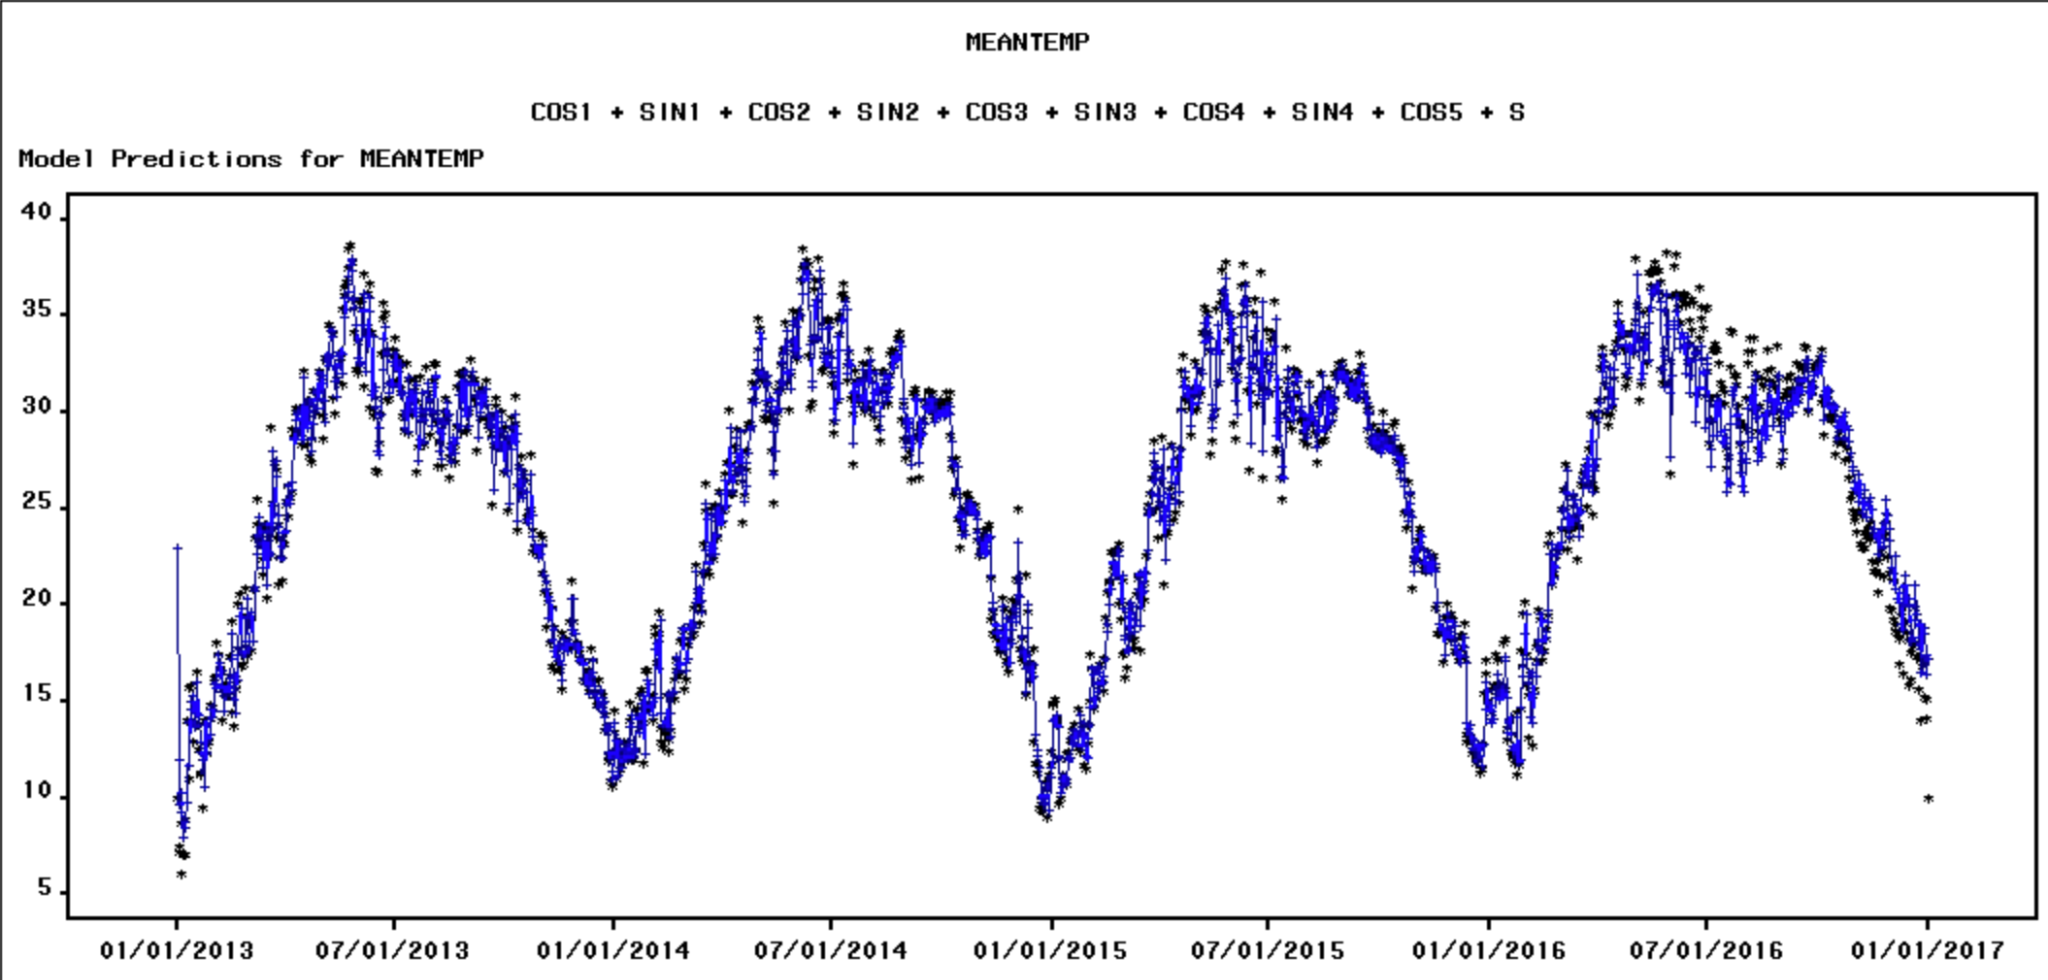 MEANTEMP
COS1 + SIN1 + COS2 + SIN2 + COS3 + SIN3 + COS4 + SIN4 + COS5 + S
Model Predictions for MEANTEMP
40
35
30
25
20
15
10
5
01/01/2013 07/01/2013 01/01/2014 07/01/2014 01/01/2015 07/01/2015 01/01/2016 07/01/2016 01/01/2017